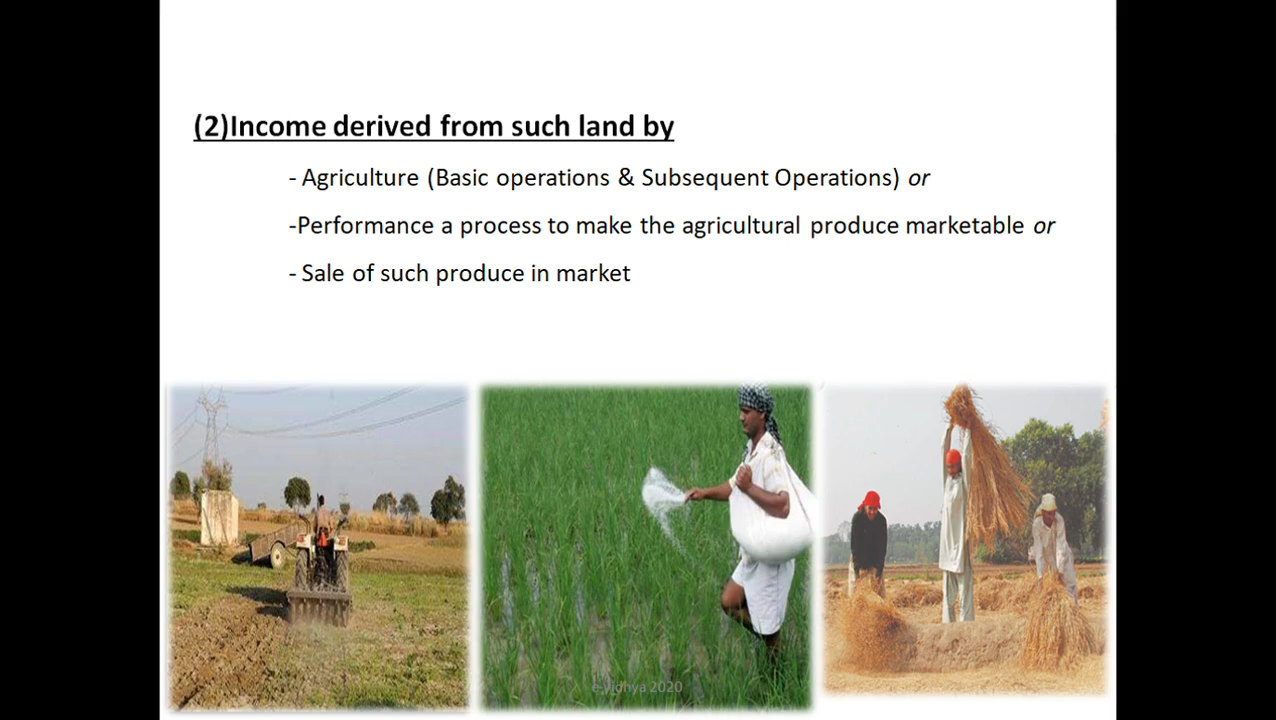 (2)Income derived from such land by
- Agriculture (Basic operations & Subsequent Operations) or
-Performance a process to make the agricultural produce marketable or
- Sale of such produce in market
e-vidhya 2020